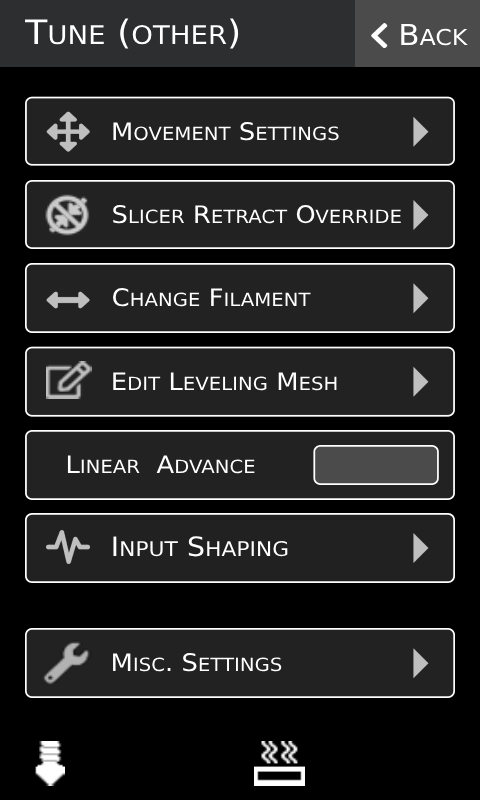 Tune (other)
Back
Movement Settings
Slicer Retract Override
Change Filament
Edit Leveling Mesh
Linear Advance
Input Shaping
Misc. Settings